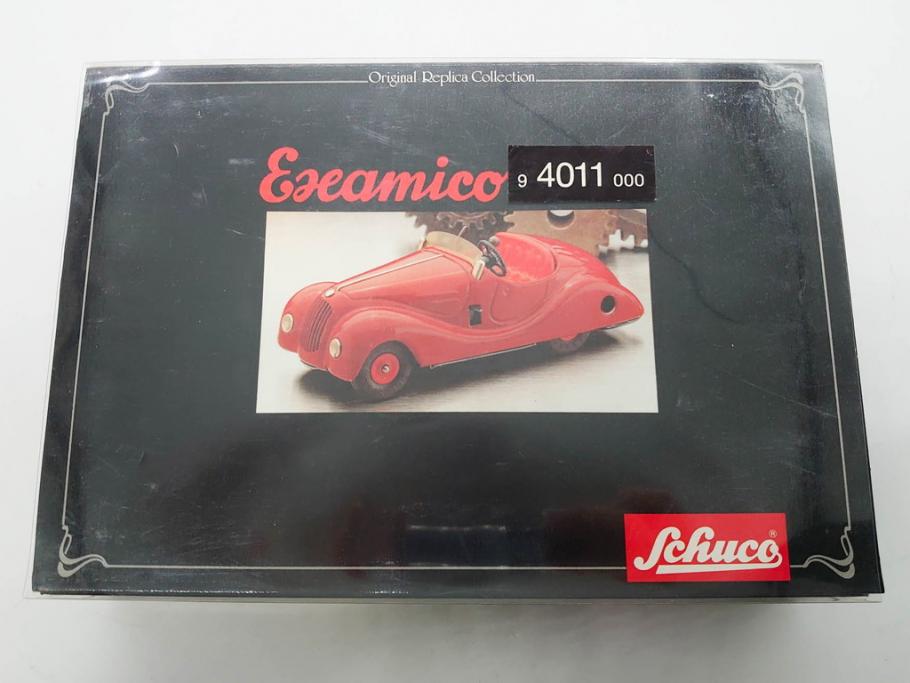 Original Replica Collection
Examico
9 4011 000
Schuco®